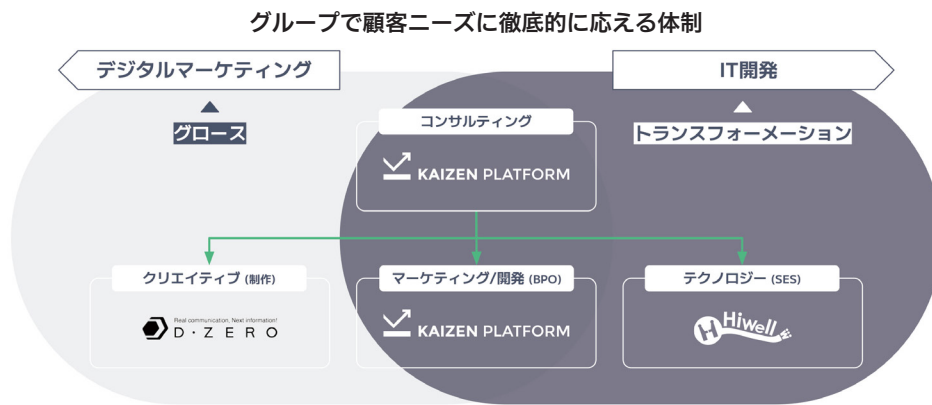 グループで顧客ニーズに徹底的に応える体制
デジタルマーケティング
IT開発
グロース
トランスフォーメーション
コンサルティング
KAIZEN PLATFORM
クリエイティブ (制作)
マーケティング/開発 (BPO)
テクノロジー (SES)
Real communication, Next information!
D・ZERO
KAIZEN PLATFORM
H Hiwell